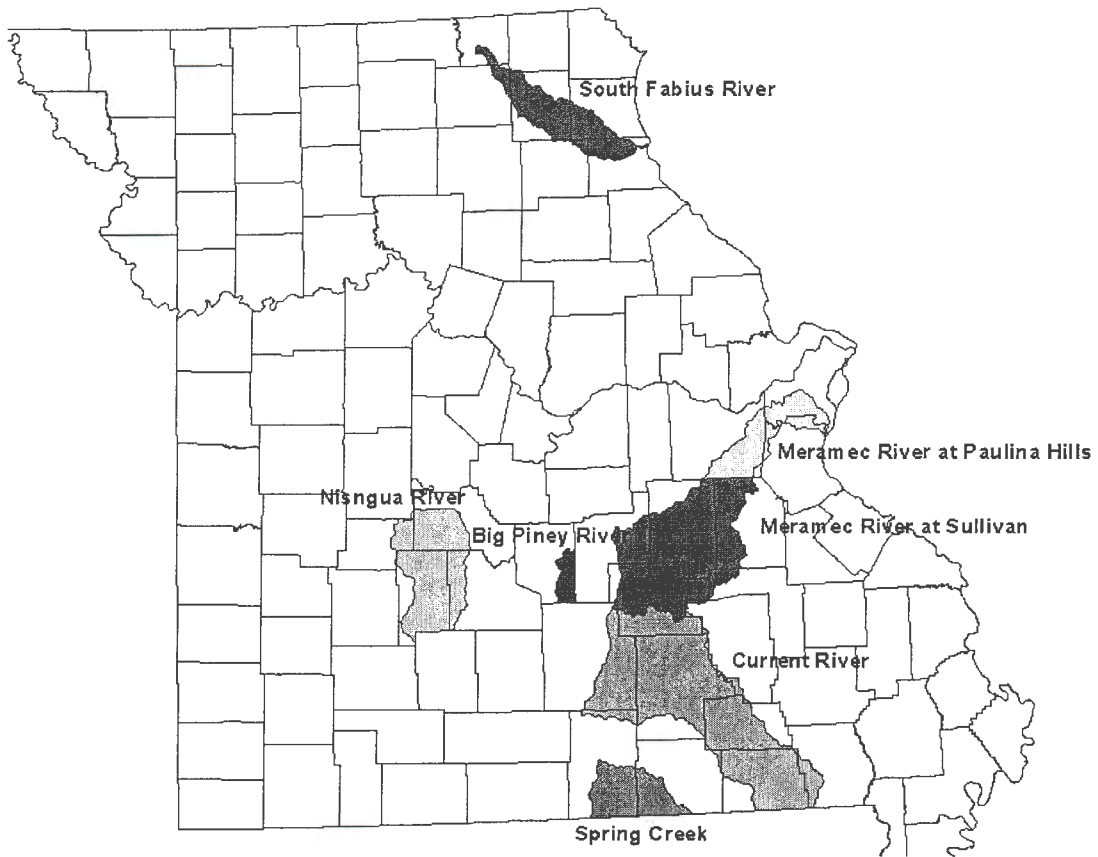 South Fabius River
Meramec River at Paulina Hills
Nisngua River
Meramec River at Sullivan
Big Piney River
Current River
Spring Creek